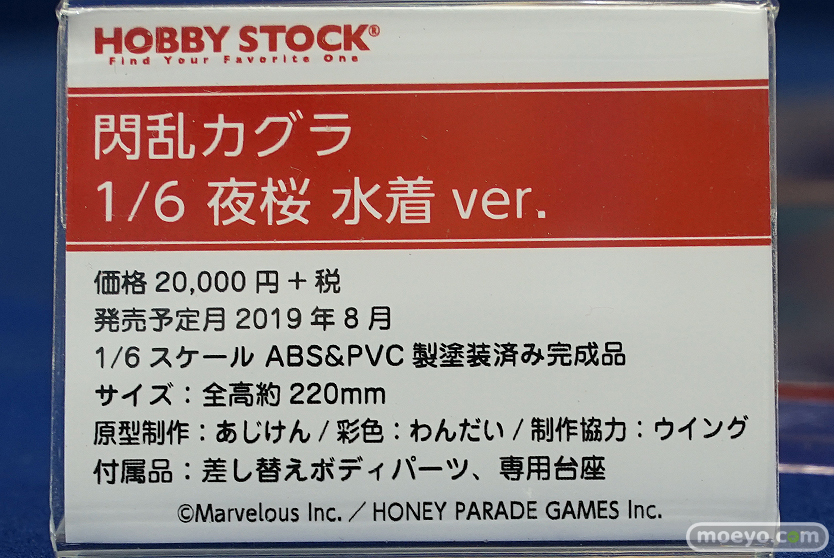 HOBBY STOCK®
Find Your Favorite One
閃乱カグラ
1/6 夜桜 水着 ver.
価格 20,000 円 + 税
発売予定月 2019 年 8 月
1/6 スケール ABS&PVC 製塗装済み完成品
サイズ：全高約 220mm
原型制作：あじけん / 彩色：わんだい / 制作協力：ウイング
付属品：差し替えボディパーツ、専用台座
©Marvelous Inc.／HONEY PARADE GAMES Inc.
moeyo.com